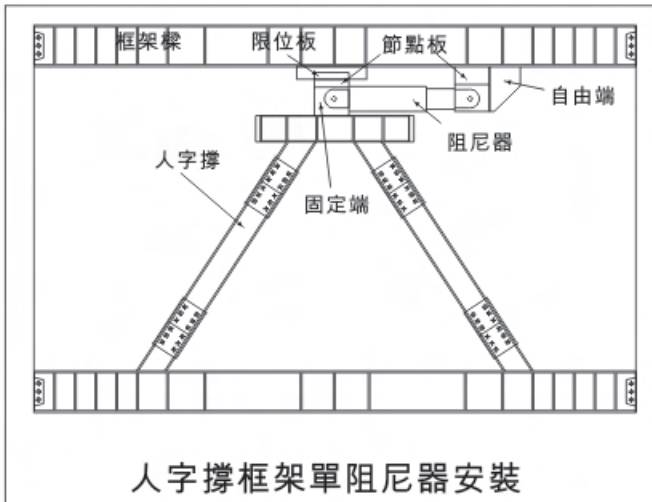 框架樑
限位板
節點板
自由端
阻尼器
人字撐
固定端
人字撐框架單阻尼器安裝